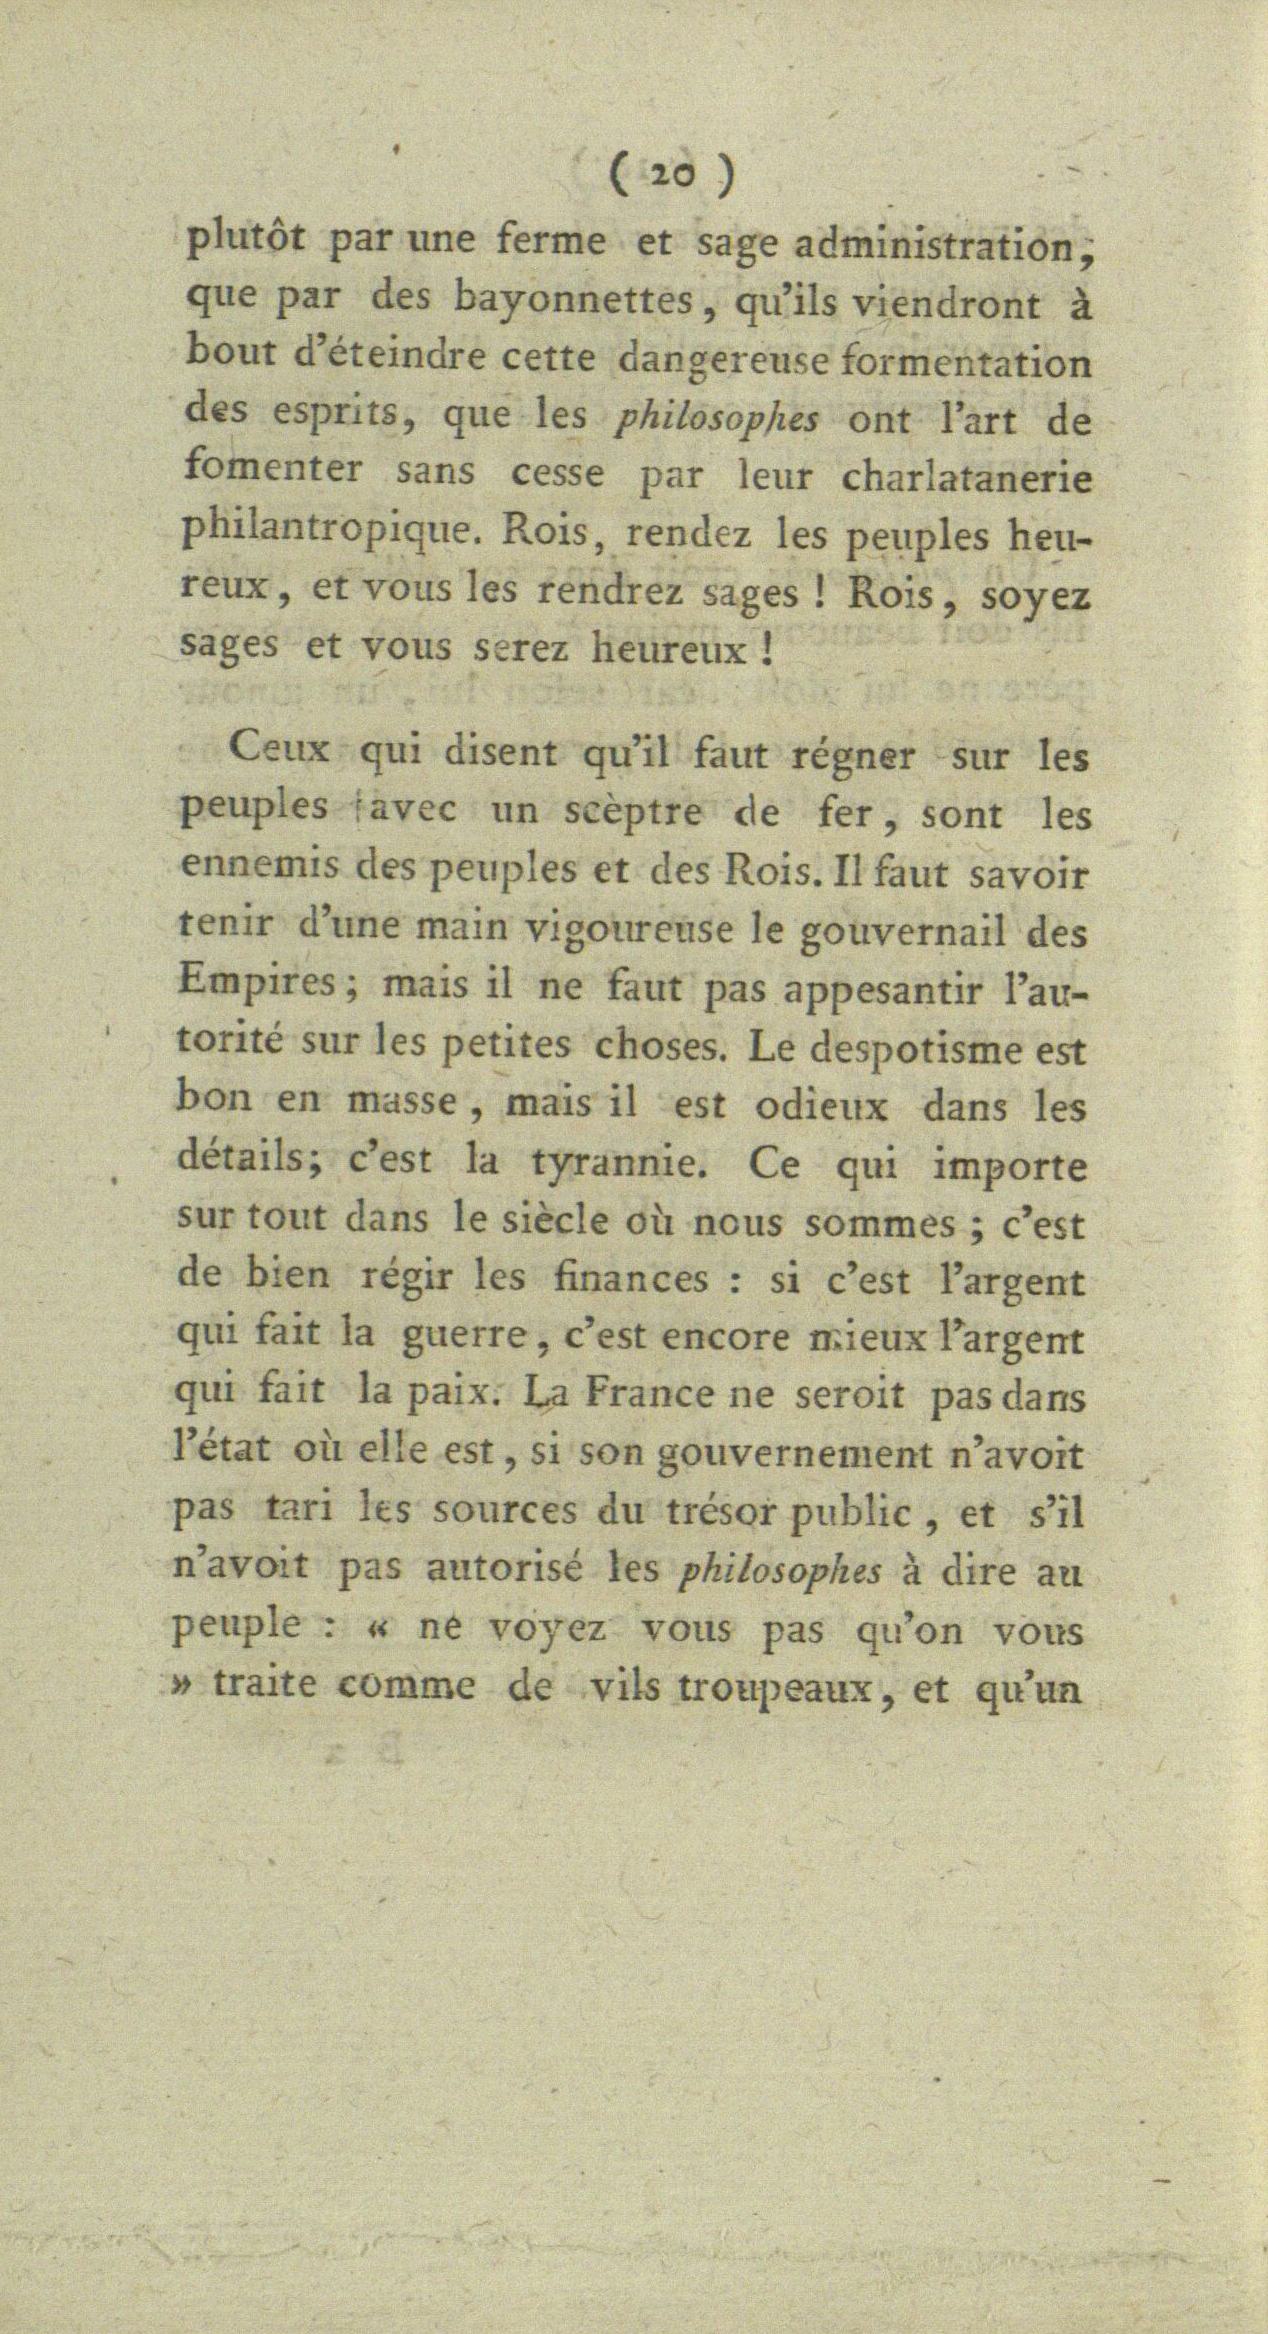 ( 20 )
plutôt par une ferme et sage administration,
que par des bayonnettes, qu'ils viendront à
bout d'éteindre cette dangereuse formentation
des esprits, que les philosophes ont l'art de
fomenter sans cesse par leur charlatanerie
philantropique. Rois, rendez les peuples heu-
reux, et vous les rendrez sages ! Rois, soyez
sages et vous serez heureux !
Ceux qui disent qu'il faut régner sur les
peuples avec un scèptre de fer, sont les
ennemis des peuples et des Rois. Il faut savoir
tenir d'une main vigoureuse le gouvernail des
Empires; mais il ne faut pas appesantir l'au-
torité sur les petites choses. Le despotisme est
bon en masse, mais il est odieux dans les
détails; c'est la tyrannie. Ce qui importe
sur tout dans le siècle où nous sommes ; c'est
de bien régir les finances : si c'est l'argent
qui fait la guerre, c'est encore mieux l'argent
qui fait la paix. La France ne seroit pas dans
l'état où elle est, si son gouvernement n'avoit
pas tari les sources du trésor public, et s'il
n'avoit pas autorisé les philosophes à dire au
peuple : « ne voyez vous pas qu'on vous
» traite comme de vils troupeaux, et qu'un